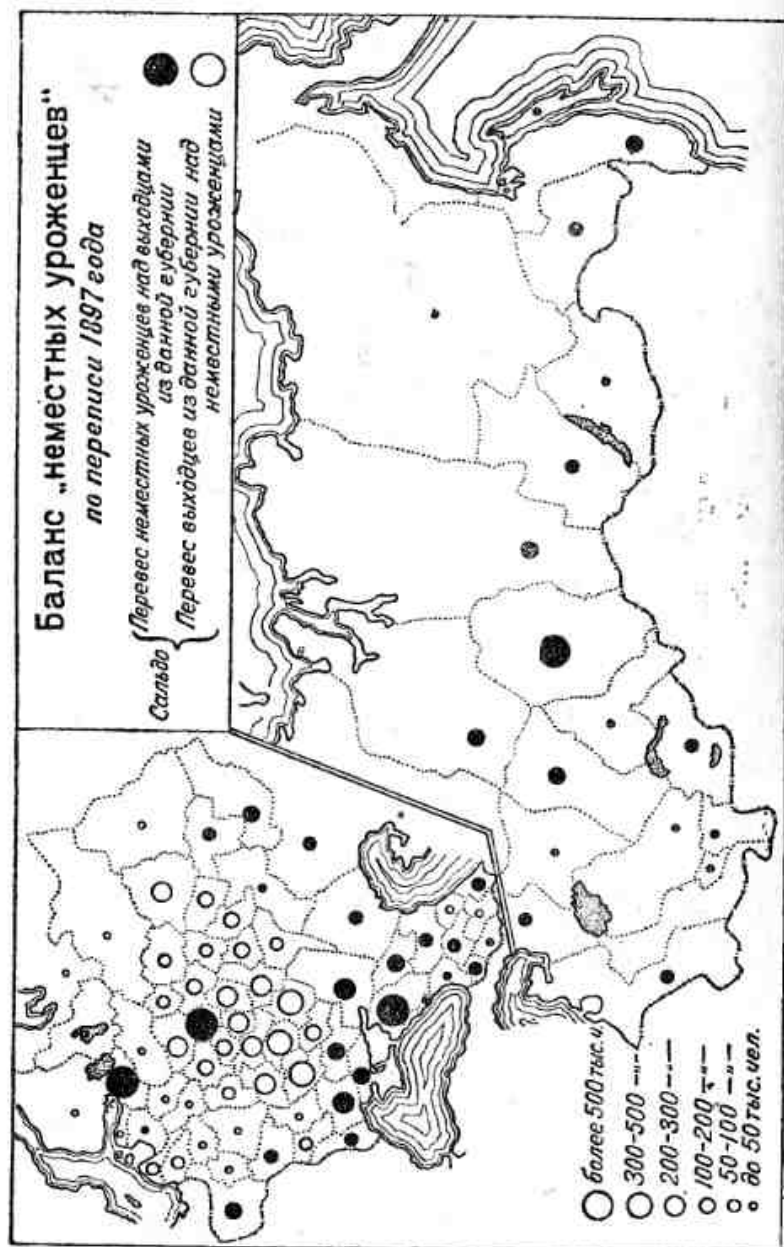 Баланс „неместных уроженцев“
по переписи 1897 года
Сальдо
Перевес неместных уроженцев над выходцами
из данной губернии
Перевес выходцев из данной губернии над
неместными уроженцами
более 500 тыс. ч.
300-500 —"—
200-300 —"—
100-200 —"—
50-100 —"—
до 50 тыс. чел.